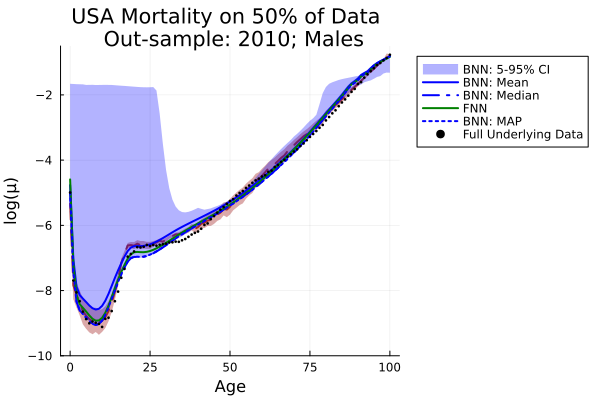 USA Mortality on 50% of Data
Out-sample: 2010; Males
BNN: 5-95% CI
BNN: Mean
BNN: Median
FNN
BNN: MAP
Full Underlying Data
log(μ)
−2
−4
−6
−8
−10
0
25
50
75
100
Age